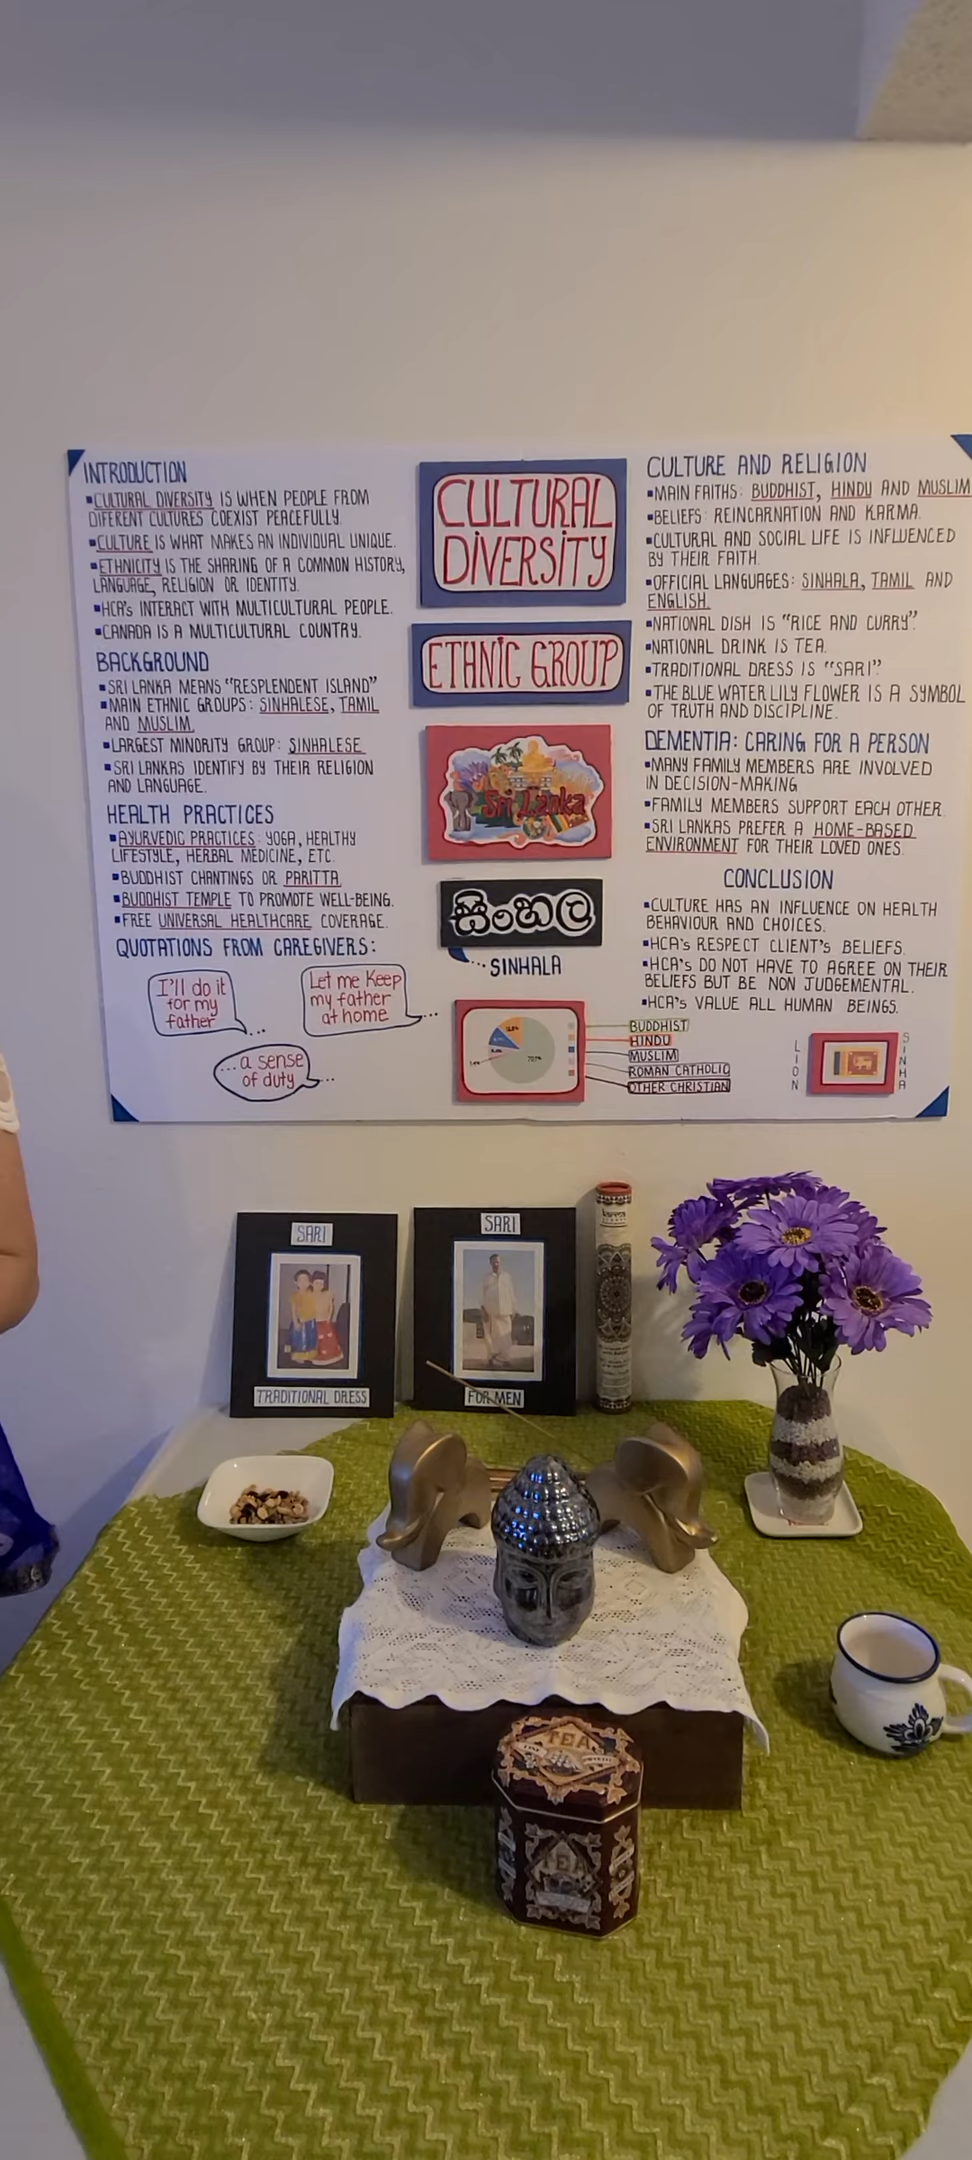 INTRODUCTION
▪CULTURAL DIVERSITY IS WHEN PEOPLE FROM
DIFFERENT CULTURES COEXIST PEACEFULLY.
▪CULTURE IS WHAT MAKES AN INDIVIDUAL UNIQUE.
▪ETHNICITY IS THE SHARING OF A COMMON HISTORY,
LANGUAGE, RELIGION OR IDENTITY.
▪HCA's INTERACT WITH MULTICULTURAL PEOPLE.
▪CANADA IS A MULTICULTURAL COUNTRY.
BACKGROUND
▪SRI LANKA MEANS "RESPLENDENT ISLAND"
▪MAIN ETHNIC GROUPS: SINHALESE, TAMIL
AND MUSLIM.
▪LARGEST MINORITY GROUP: SINHALESE
▪SRI LANKAS IDENTIFY BY THEIR RELIGION
AND LANGUAGE.
HEALTH PRACTICES
▪AYURVEDIC PRACTICES: YOGA, HEALTHY
LIFESTYLE, HERBAL MEDICINE, ETC.
▪BUDDHIST CHANTINGS OR PARITTA.
▪BUDDHIST TEMPLE TO PROMOTE WELL-BEING.
▪FREE UNIVERSAL HEALTHCARE COVERAGE.
QUOTATIONS FROM CAREGIVERS:
I'll do it
for my
father
Let me Keep
my father
at home
...a sense
of duty
CULTURAL
DIVERSITY
ETHNIC GROUP
Sri Lanka
සිංහල
SINHALA
70.1%
BUDDHIST
HINDU
MUSLIM
ROMAN CATHOLIC
OTHER CHRISTIAN
CULTURE AND RELIGION
▪MAIN FAITHS: BUDDHIST, HINDU AND MUSLIM
▪BELIEFS: REINCARNATION AND KARMA.
▪CULTURAL AND SOCIAL LIFE IS INFLUENCED
BY THEIR FAITH.
▪OFFICIAL LANGUAGES: SINHALA, TAMIL AND
ENGLISH.
▪NATIONAL DISH IS "RICE AND CURRY".
▪NATIONAL DRINK IS TEA.
▪TRADITIONAL DRESS IS "SARI".
▪THE BLUE WATER LILY FLOWER IS A SYMBOL
OF TRUTH AND DISCIPLINE.
DEMENTIA: CARING FOR A PERSON
▪MANY FAMILY MEMBERS ARE INVOLVED
IN DECISION-MAKING
▪FAMILY MEMBERS SUPPORT EACH OTHER.
▪SRI LANKAS PREFER A HOME-BASED
ENVIRONMENT FOR THEIR LOVED ONES.
CONCLUSION
▪CULTURE HAS AN INFLUENCE ON HEALTH
BEHAVIOUR AND CHOICES.
▪HCA's RESPECT CLIENT'S BELIEFS.
▪HCA's DO NOT HAVE TO AGREE ON THEIR
BELIEFS BUT BE NON JUDGEMENTAL.
▪HCA's VALUE ALL HUMAN BEINGS.
LION
SINHA
SARI
TRADITIONAL DRESS
SARI
FOR MEN
karma
TEA
TEA